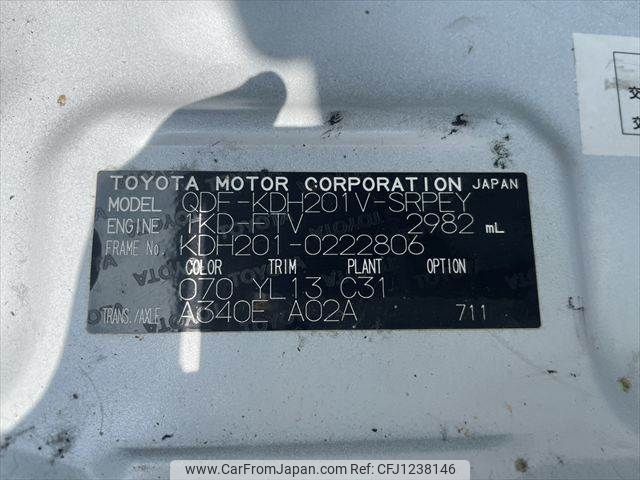 TOYOTA MOTOR CORPORATION JAPAN
MODEL QDF-KDH201V-SRPEY
ENGINE 1KD-FTV 2982 mL
FRAME No. KDH201-0222806
COLOR TRIM PLANT OPTION
070 YL13 C31
TRANS./AXLE A340E A02A 711
www.CarFromJapan.com | CFJ1238146